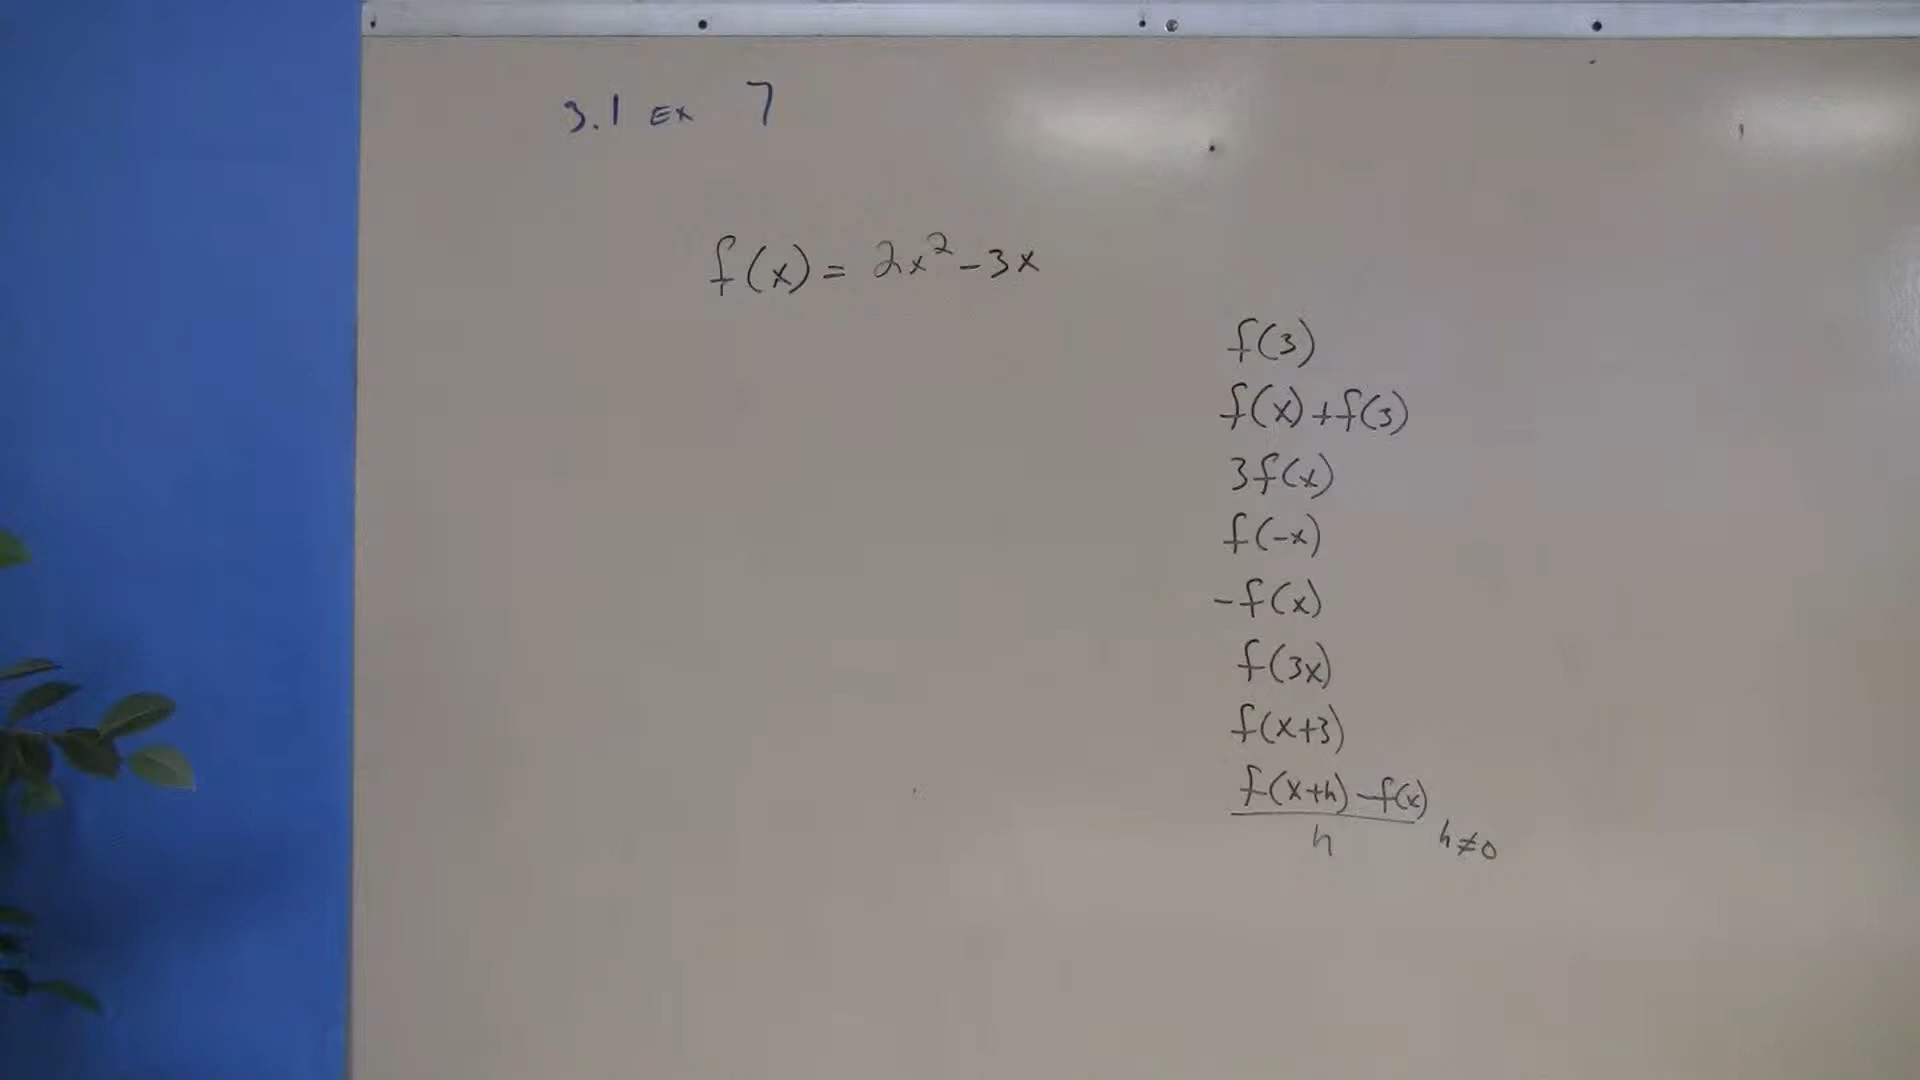 3.1 Ex 7
f(x) = 2x² - 3x
f(3)
f(x) + f(3)
3f(x)
f(-x)
-f(x)
f(3x)
f(x+3)
f(x+h) - f(x)
h
h≠0